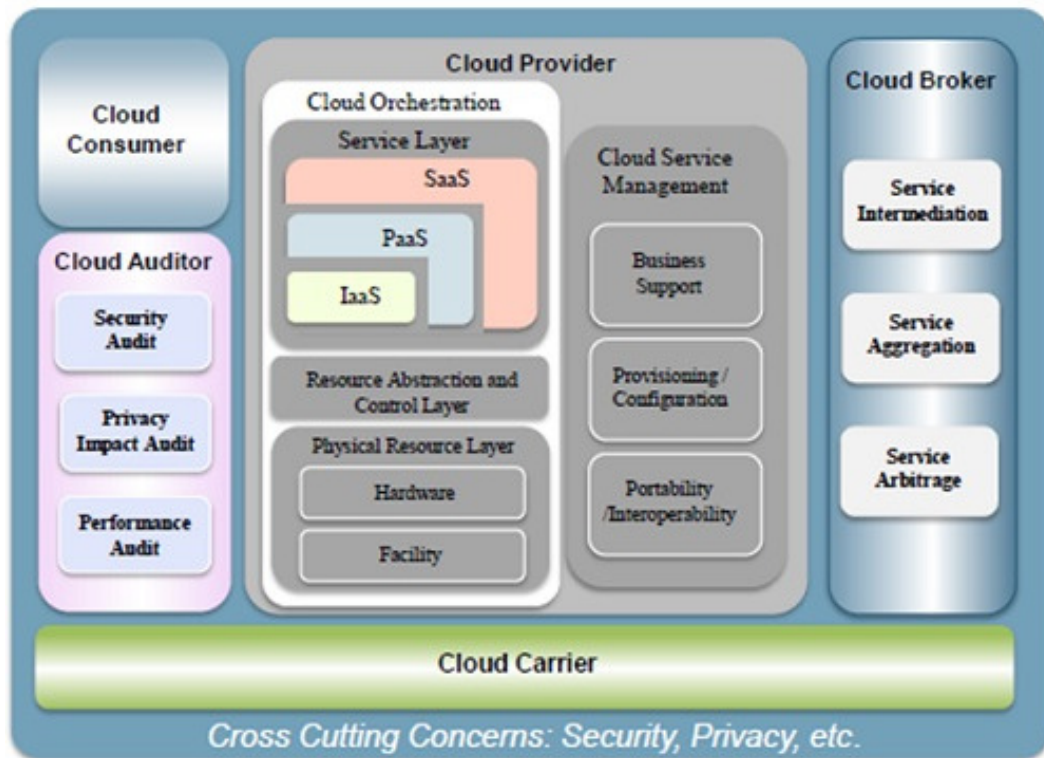 Cloud
Consumer
Cloud Auditor
Security
Audit
Privacy
Impact Audit
Performance
Audit
Cloud Provider
Cloud Orchestration
Service Layer
SaaS
PaaS
IaaS
Resource Abstraction and
Control Layer
Physical Resource Layer
Hardware
Facility
Cloud Service
Management
Business
Support
Provisioning /
Configuration
Portability
/Interoperability
Cloud Broker
Service
Intermediation
Service
Aggregation
Service
Arbitrage
Cloud Carrier
Cross Cutting Concerns: Security, Privacy, etc.